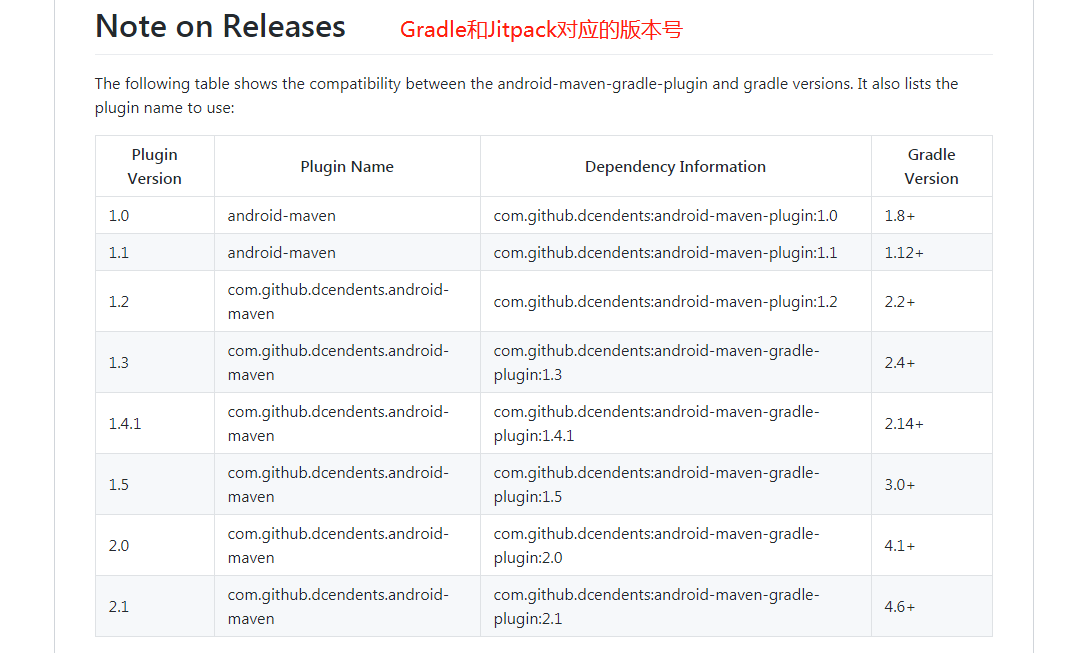 Note on Releases
Gradle和Jitpack对应的版本号
The following table shows the compatibility between the android-maven-gradle-plugin and gradle versions. It also lists the
plugin name to use:
Plugin
Version
Plugin Name
Dependency Information
Gradle
Version
1.0
android-maven
com.github.dcendents:android-maven-plugin:1.0
1.8+
1.1
android-maven
com.github.dcendents:android-maven-plugin:1.1
1.12+
1.2
com.github.dcendents.android-
maven
com.github.dcendents:android-maven-plugin:1.2
2.2+
1.3
com.github.dcendents.android-
maven
com.github.dcendents:android-maven-gradle-
plugin:1.3
2.4+
1.4.1
com.github.dcendents.android-
maven
com.github.dcendents:android-maven-gradle-
plugin:1.4.1
2.14+
1.5
com.github.dcendents.android-
maven
com.github.dcendents:android-maven-gradle-
plugin:1.5
3.0+
2.0
com.github.dcendents.android-
maven
com.github.dcendents:android-maven-gradle-
plugin:2.0
4.1+
2.1
com.github.dcendents.android-
maven
com.github.dcendents:android-maven-gradle-
plugin:2.1
4.6+